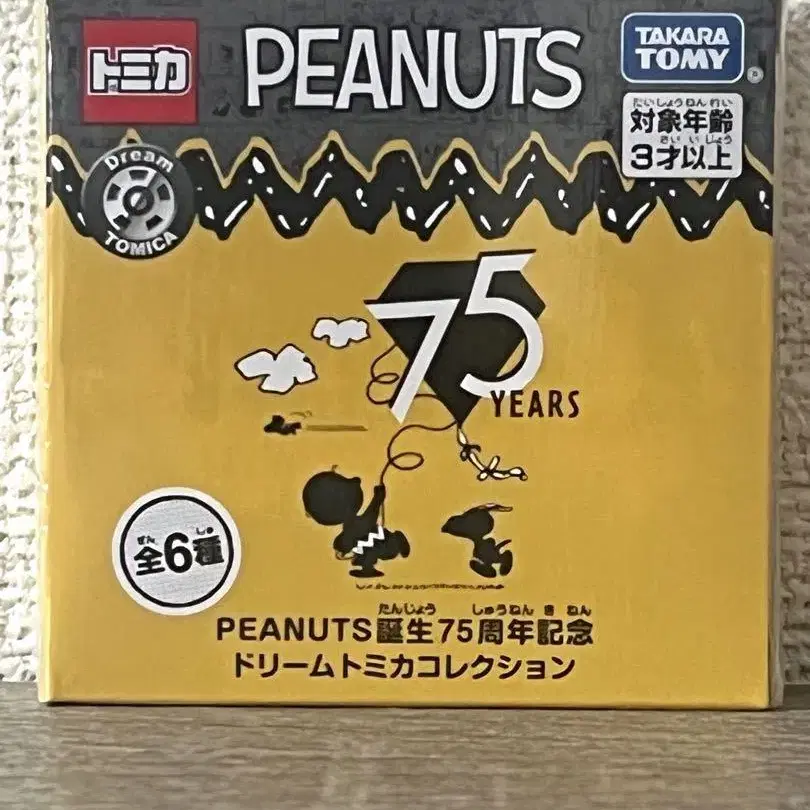 トミカ
PEANUTS
TAKARA
TOMY
®
たいしょうねんれい
対象年齢
さい いじょう
3才以上
Dream
TOMICA
75
YEARS
ぜん しゅ
全6種
たんじょう しゅうねん き ねん
PEANUTS誕生75周年記念
ドリームトミカコレクション